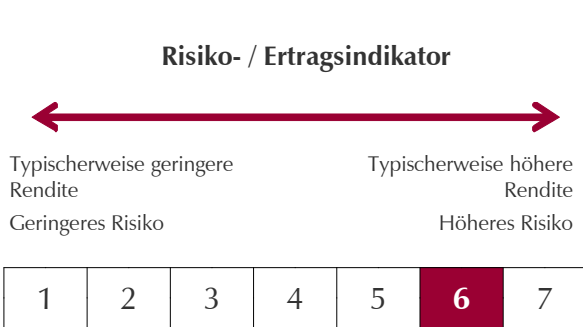 Risiko- / Ertragsindikator
Typischerweise geringere Rendite
Geringeres Risiko
Typischerweise höhere Rendite
Höheres Risiko
1 2 3 4 5 6 7